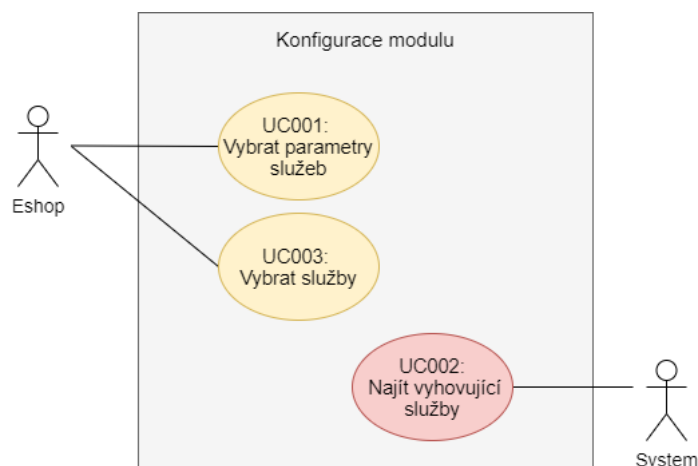 Konfigurace modulu
UC001:
Vybrat parametry
služeb
Eshop
UC003:
Vybrat služby
UC002:
Najít vyhovující
služby
System